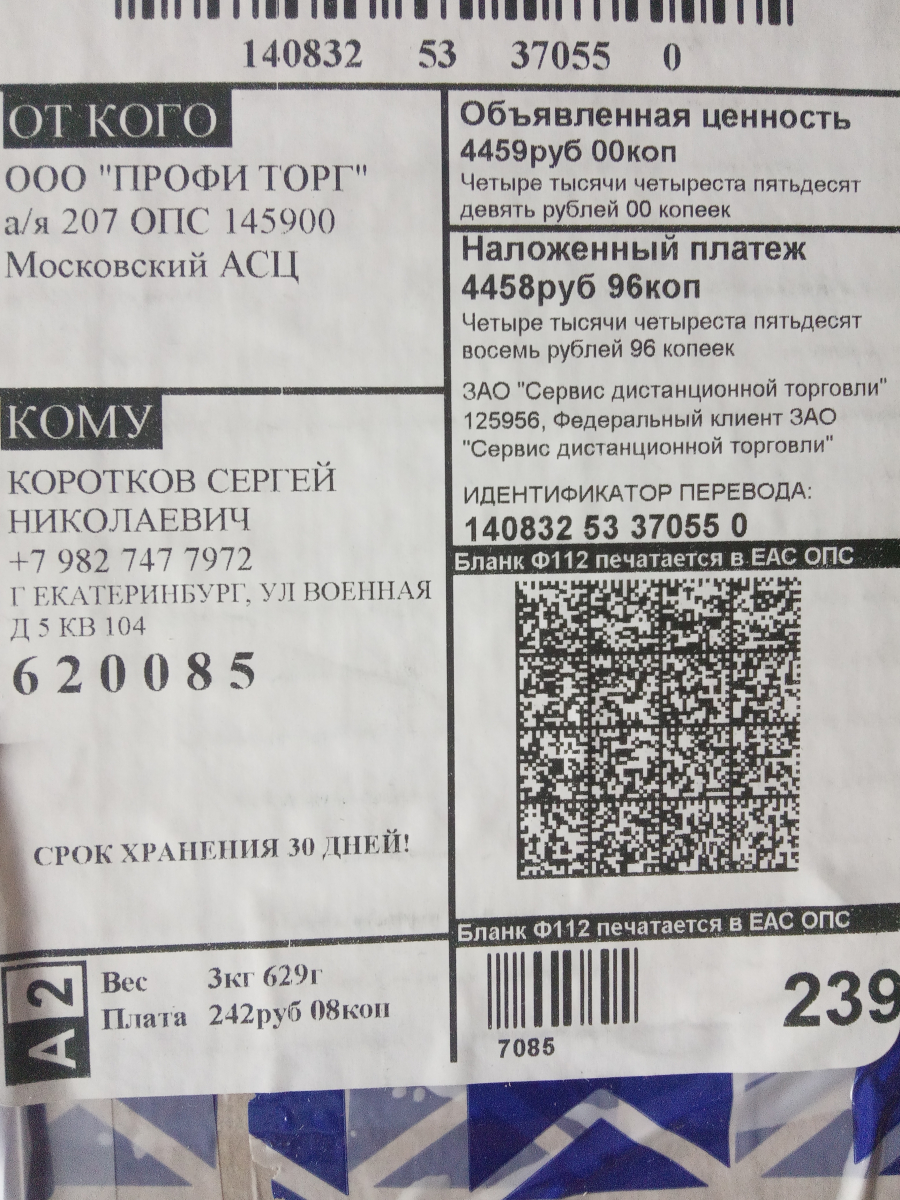 140832 53 37055 0
ОТ КОГО
ООО "ПРОФИ ТОРГ"
а/я 207 ОПС 145900
Московский АСЦ
КОМУ
КОРОТКОВ СЕРГЕЙ
НИКОЛАЕВИЧ
+7 982 747 7972
Г ЕКАТЕРИНБУРГ, УЛ ВОЕННАЯ
Д 5 КВ 104
620085
СРОК ХРАНЕНИЯ 30 ДНЕЙ!
A2
Вес 3кг 629г
Плата 242руб 08коп
Объявленная ценность
4459руб 00коп
Четыре тысячи четыреста пятьдесят
девять рублей 00 копеек
Наложенный платеж
4458руб 96коп
Четыре тысячи четыреста пятьдесят
восемь рублей 96 копеек
ЗАО "Сервис дистанционной торговли"
125956, Федеральный клиент ЗАО
"Сервис дистанционной торговли"
ИДЕНТИФИКАТОР ПЕРЕВОДА:
140832 53 37055 0
Бланк Ф112 печатается в ЕАС ОПС
Бланк Ф112 печатается в ЕАС ОПС
7085
239